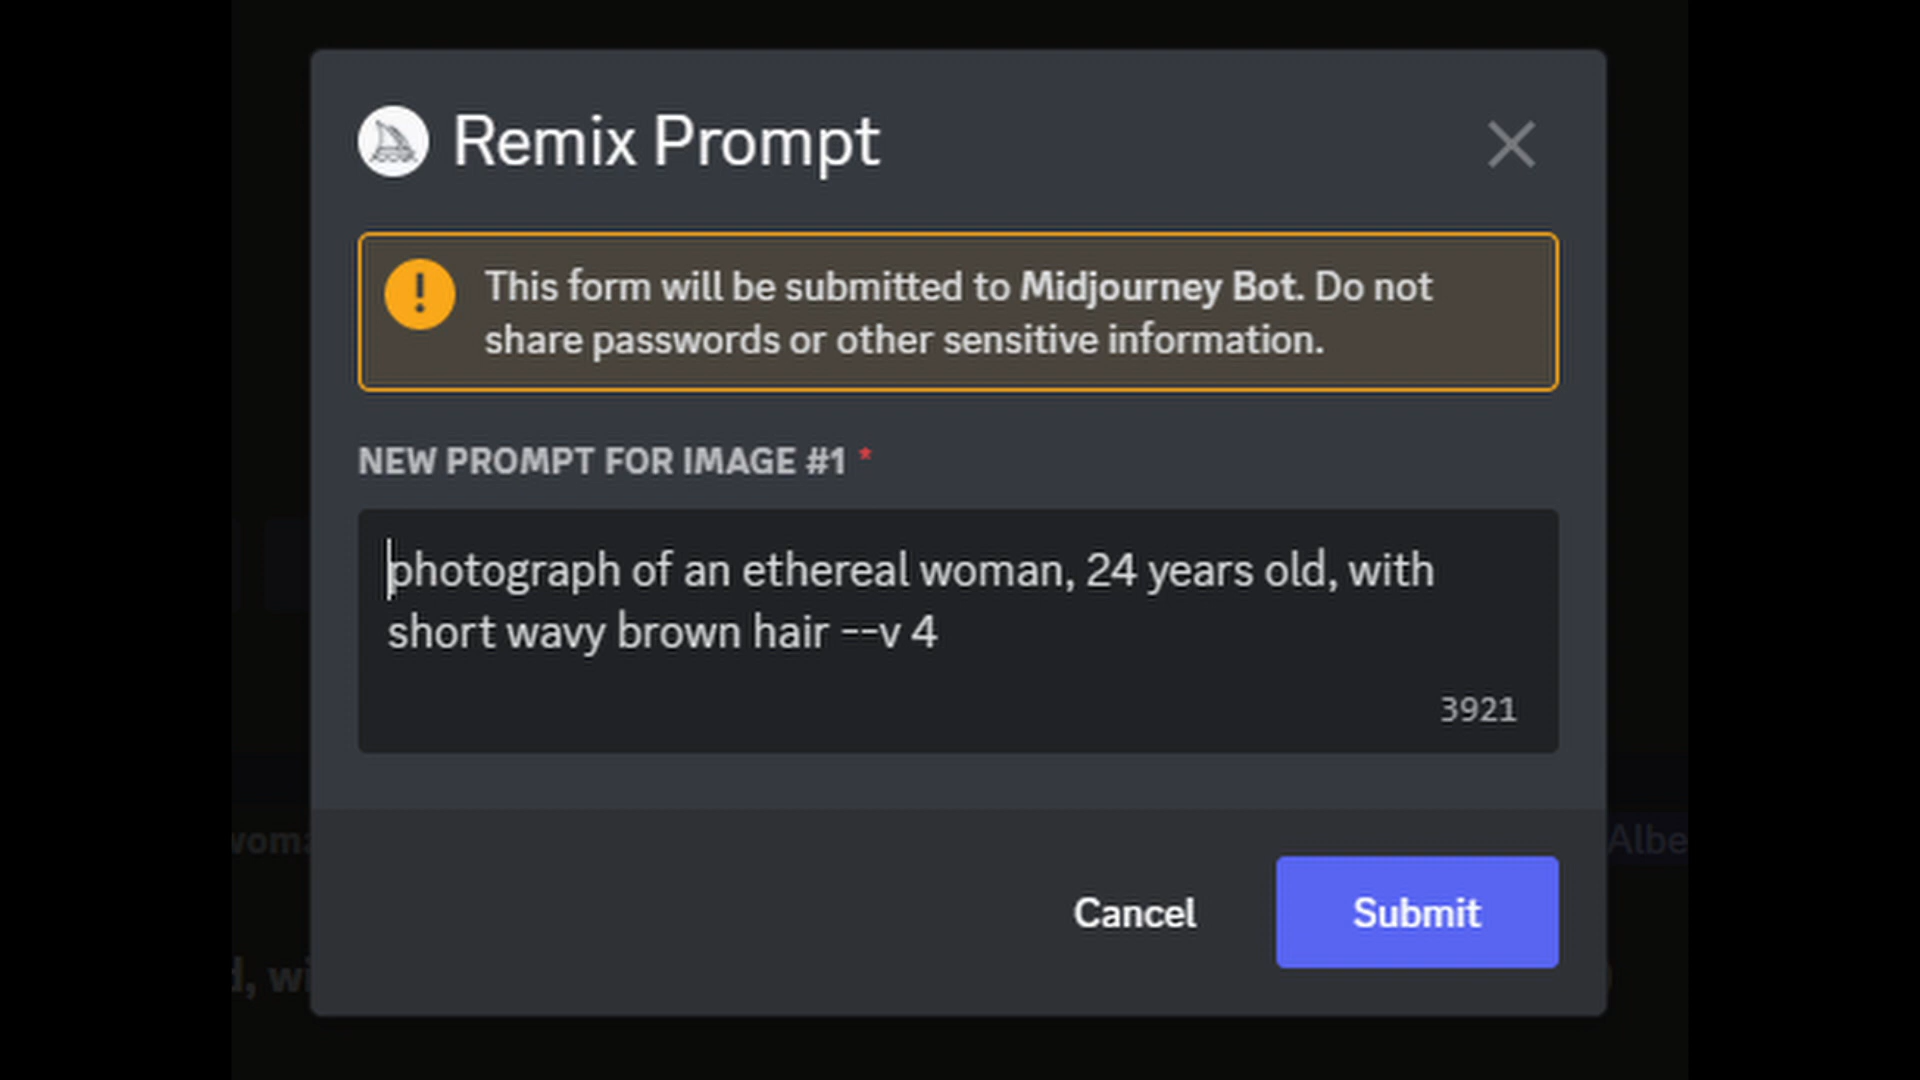 Remix Prompt
This form will be submitted to Midjourney Bot. Do not
share passwords or other sensitive information.
NEW PROMPT FOR IMAGE #1 *
photograph of an ethereal woman, 24 years old, with
short wavy brown hair --v 4
3921
Albe
Cancel
Submit
d, wi